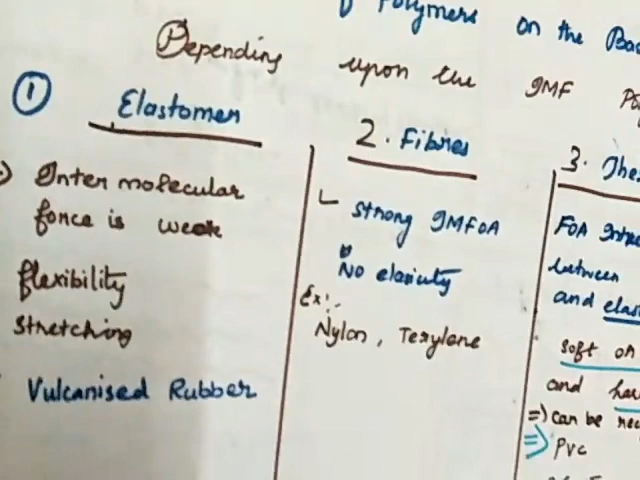 Polymers on the
Depending upon the IMF
1 Elastomer
Intermolecular
force is weak
flexibility
stretching
Vulcanised Rubber
2. Fibres
Strong IMFOA
No elasticity
Ex:-
Nylon, Terylene
3.
FOA
between
and
soft on
and
=) can be
=> PVC